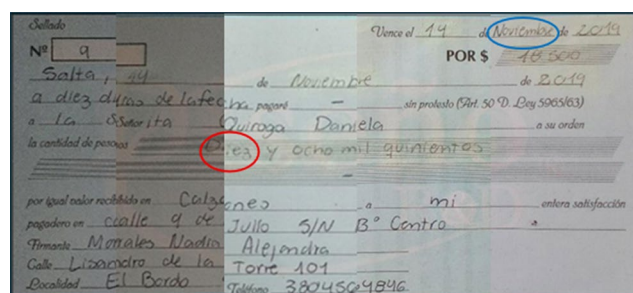 Sellado Vence el 14 de Noviembre de 2019
Nº 9 POR $ 18.500
Salta, 44 de Noviembre de 2019
a diez dias de la fecha pagaré — sin protesto (Art. 50 D. Ley 5965/63)
a La Señorita Quiroga Daniela a su orden
la cantidad de pesos Diez y ocho mil quinientos
por igual valor recibido en Calzones a mi entera satisfacción
pagadero en calle 9 de Julio S/N Bº Centro a
Firmante Morales Nadia Alejandra
Calle Lisandro de la Torre 101
Localidad El Bordo Teléfono 3804564846